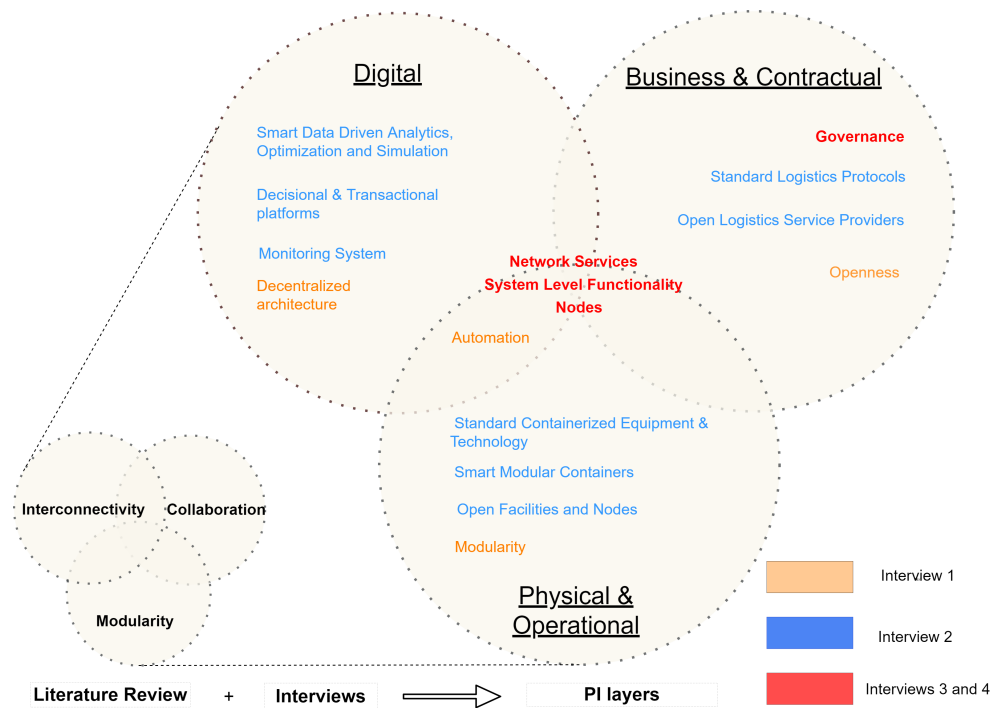 Digital
Business & Contractual
Smart Data Driven Analytics,
Optimization and Simulation
Decisional & Transactional
platforms
Monitoring System
Decentralized
architecture
Governance
Standard Logistics Protocols
Open Logistics Service Providers
Openness
Network Services
System Level Functionality
Nodes
Automation
Standard Containerized Equipment &
Technology
Smart Modular Containers
Open Facilities and Nodes
Modularity
Physical &
Operational
Interconnectivity
Collaboration
Modularity
Interview 1
Interview 2
Interviews 3 and 4
Literature Review + Interviews PI layers